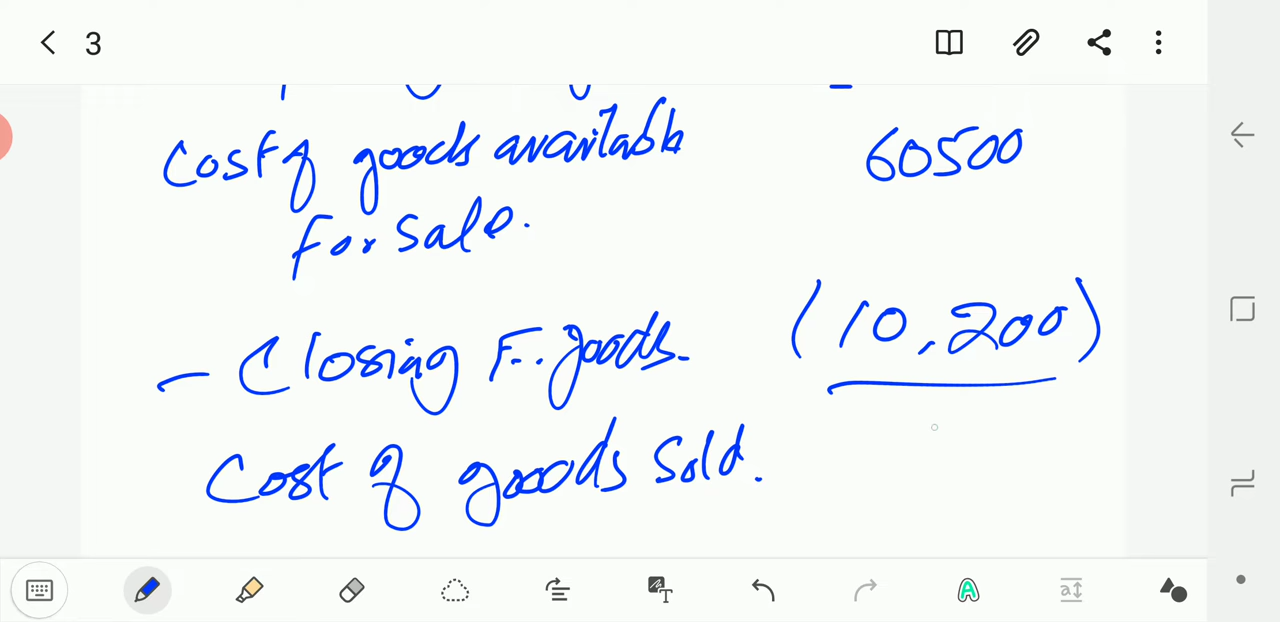 3
Cost of goods available 60500
For sale.
- Closing F. goods. (10,200)
Cost of goods sold.